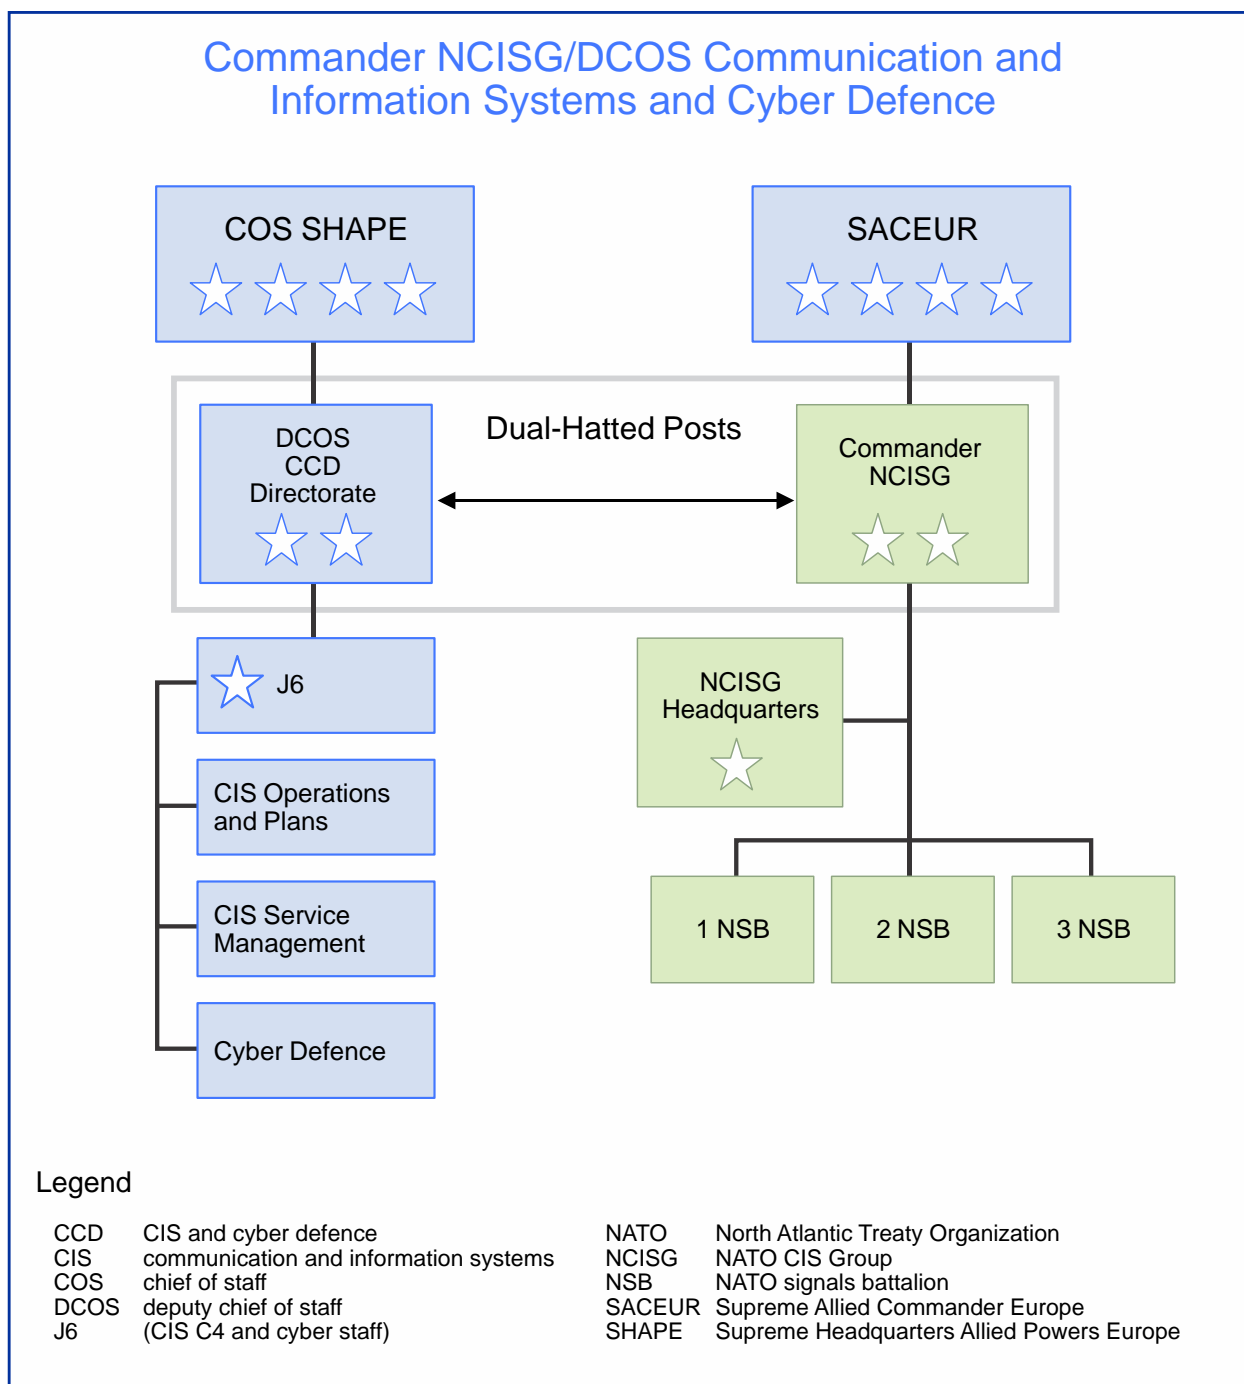 Commander NCISG/DCOS Communication and
Information Systems and Cyber Defence
COS SHAPE
SACEUR
DCOS
CCD
Directorate
Dual-Hatted Posts
Commander
NCISG
J6
NCISG
Headquarters
CIS Operations
and Plans
CIS Service
Management
1 NSB
2 NSB
3 NSB
Cyber Defence
Legend
CCD CIS and cyber defence
CIS communication and information systems
COS chief of staff
DCOS deputy chief of staff
J6 (CIS C4 and cyber staff)
NATO North Atlantic Treaty Organization
NCISG NATO CIS Group
NSB NATO signals battalion
SACEUR Supreme Allied Commander Europe
SHAPE Supreme Headquarters Allied Powers Europe